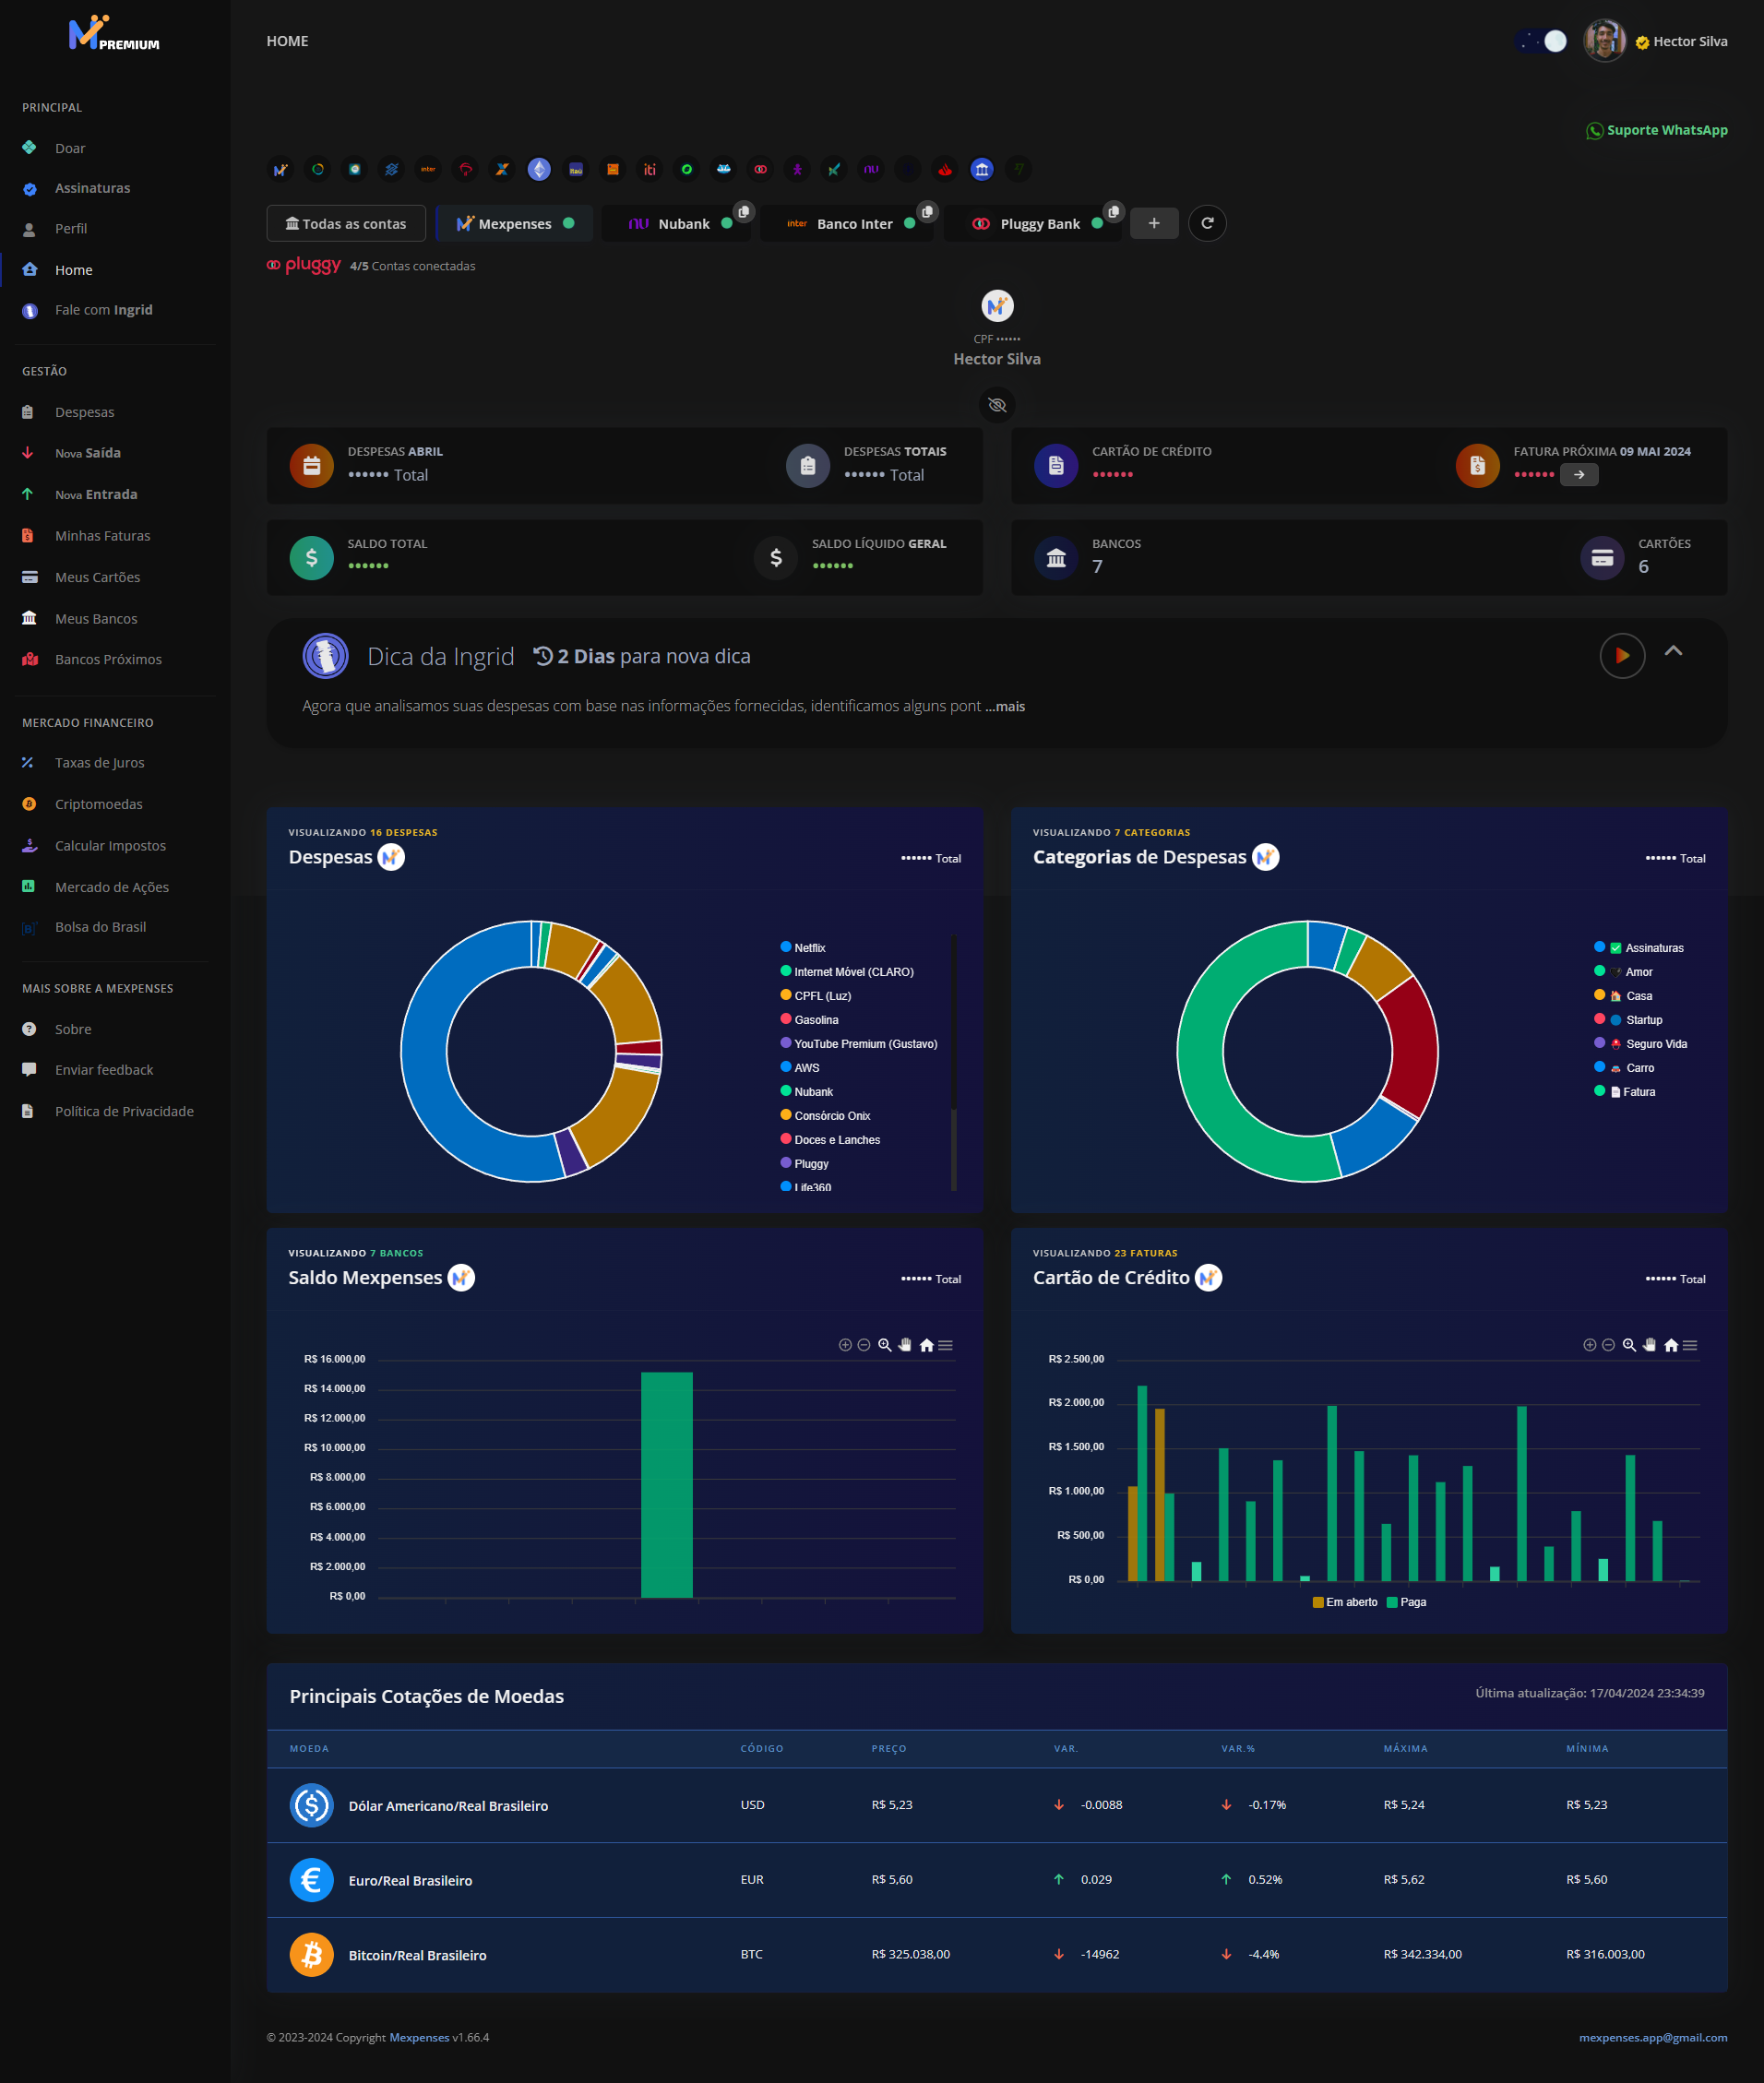 PREMIUM
HOME
Hector Silva
PRINCIPAL
Doar
Assinaturas
Perfil
Home
Fale com Ingrid
GESTÃO
Despesas
Nova Saída
Nova Entrada
Minhas Faturas
Meus Cartões
Meus Bancos
Bancos Próximos
MERCADO FINANCEIRO
Taxas de Juros
Criptomoedas
Calcular Impostos
Mercado de Ações
Bolsa do Brasil
MAIS SOBRE A MEXPENSES
Sobre
Enviar feedback
Política de Privacidade
Suporte WhatsApp
inter
itaú
iti
nu
Todas as contas
Mexpenses
nu Nubank
inter Banco Inter
Pluggy Bank
+
pluggy 4/5 Contas conectadas
CPF ••••••
Hector Silva
DESPESAS ABRIL
•••••• Total
DESPESAS TOTAIS
•••••• Total
CARTÃO DE CRÉDITO
••••••
FATURA PRÓXIMA 09 MAI 2024
••••••
SALDO TOTAL
••••••
SALDO LÍQUIDO GERAL
••••••
BANCOS
7
CARTÕES
6
Dica da Ingrid 2 Dias para nova dica
Agora que analisamos suas despesas com base nas informações fornecidas, identificamos alguns pont ...mais
VISUALIZANDO 16 DESPESAS
Despesas
•••••• Total
Netflix
Internet Móvel (CLARO)
CPFL (Luz)
Gasolina
YouTube Premium (Gustavo)
AWS
Nubank
Consórcio Onix
Doces e Lanches
Pluggy
Life360
VISUALIZANDO 7 CATEGORIAS
Categorias de Despesas
•••••• Total
Assinaturas
Amor
Casa
Startup
Seguro Vida
Carro
Fatura
VISUALIZANDO 7 BANCOS
Saldo Mexpenses
•••••• Total
R$ 16.000,00
R$ 14.000,00
R$ 12.000,00
R$ 10.000,00
R$ 8.000,00
R$ 6.000,00
R$ 4.000,00
R$ 2.000,00
R$ 0,00
VISUALIZANDO 23 FATURAS
Cartão de Crédito
•••••• Total
R$ 2.500,00
R$ 2.000,00
R$ 1.500,00
R$ 1.000,00
R$ 500,00
R$ 0,00
Em aberto Paga
Principais Cotações de Moedas
Última atualização: 17/04/2024 23:34:39
MOEDA CÓDIGO PREÇO VAR. VAR.% MÁXIMA MÍNIMA
Dólar Americano/Real Brasileiro USD R$ 5,23 -0.0088 -0.17% R$ 5,24 R$ 5,23
Euro/Real Brasileiro EUR R$ 5,60 0.029 0.52% R$ 5,62 R$ 5,60
Bitcoin/Real Brasileiro BTC R$ 325.038,00 -14962 -4.4% R$ 342.334,00 R$ 316.003,00
© 2023-2024 Copyright Mexpenses v1.66.4
mexpenses.app@gmail.com